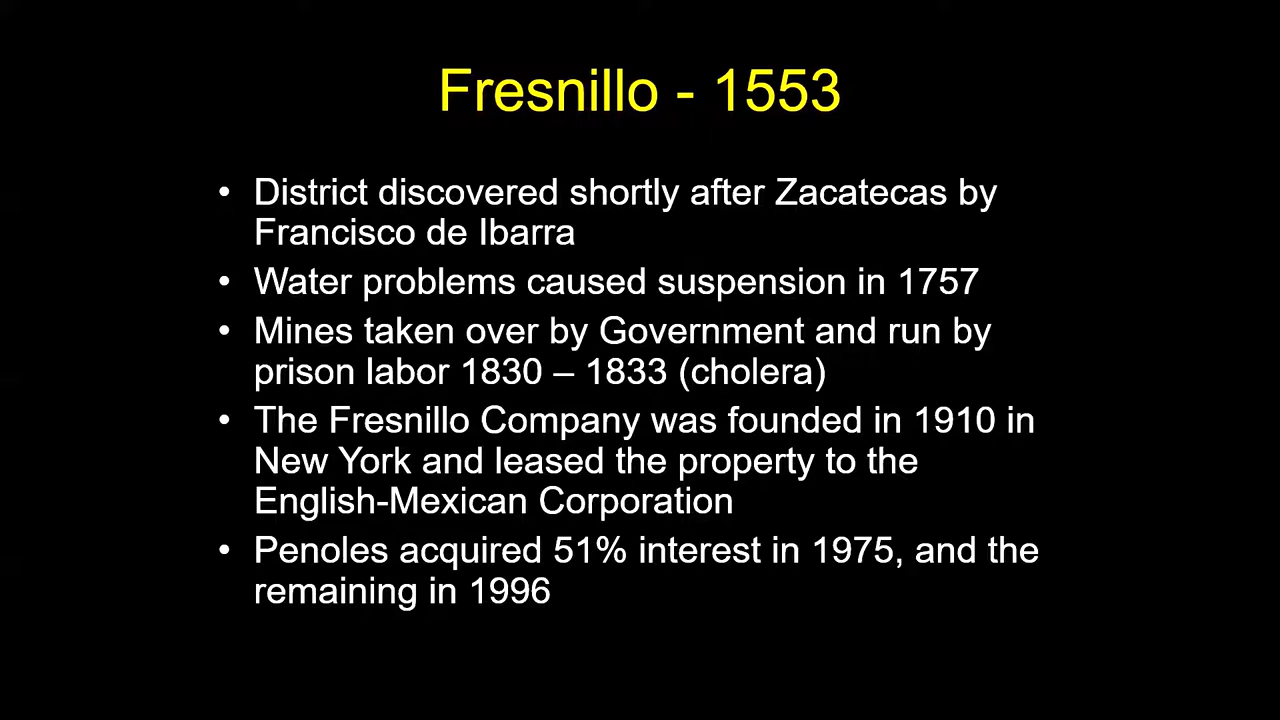 Fresnillo - 1553
• District discovered shortly after Zacatecas by
Francisco de Ibarra
• Water problems caused suspension in 1757
• Mines taken over by Government and run by
prison labor 1830 – 1833 (cholera)
• The Fresnillo Company was founded in 1910 in
New York and leased the property to the
English-Mexican Corporation
• Penoles acquired 51% interest in 1975, and the
remaining in 1996